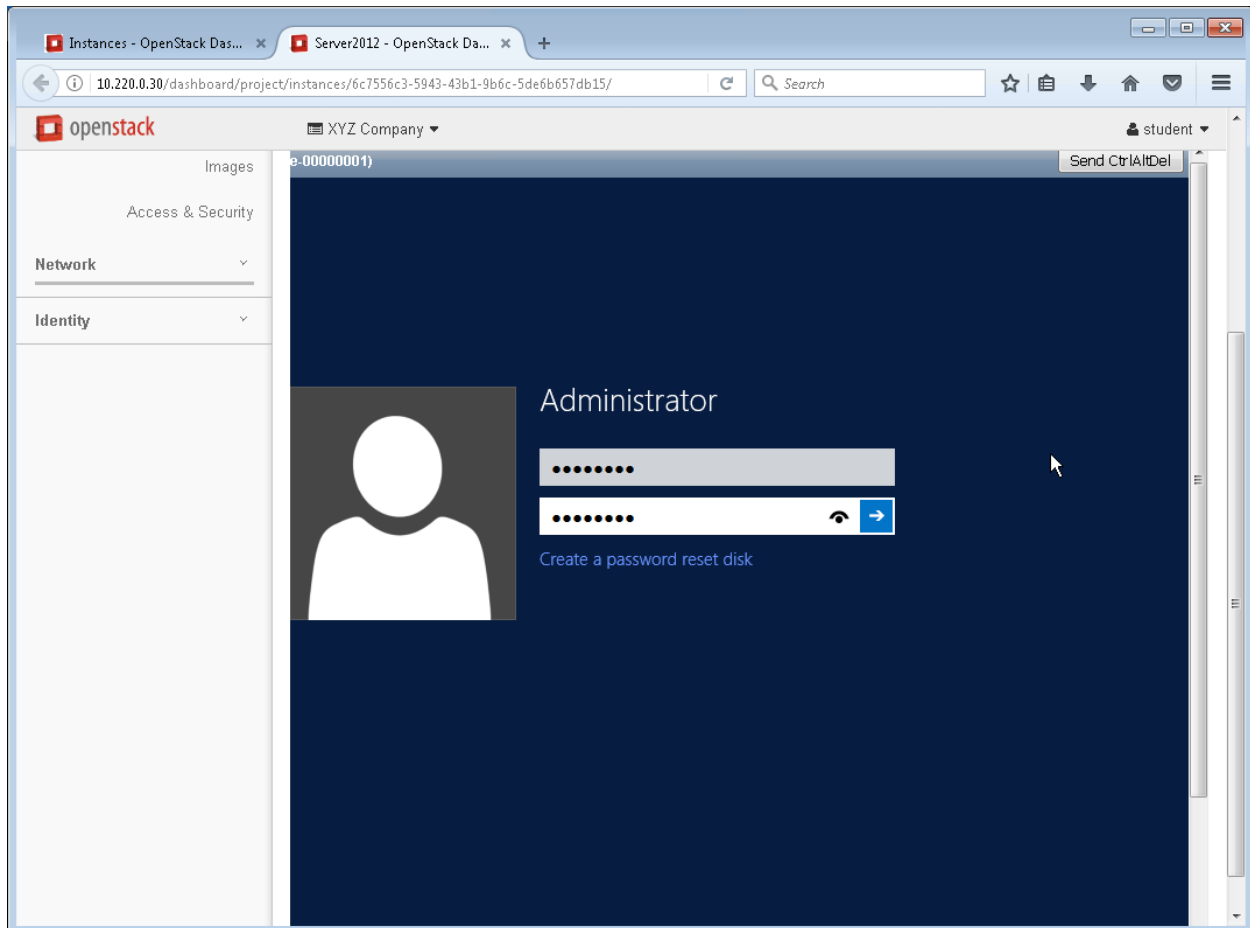 Instances - OpenStack Das...
Server2012 - OpenStack Da...
10.220.0.30/dashboard/project/instances/6c7556c3-5943-43b1-9b6c-5de6b657db15/
Search
openstack
XYZ Company
student
Images
e-00000001)
Send CtrlAltDel
Access & Security
Network
Identity
Administrator
••••••••
••••••••
Create a password reset disk